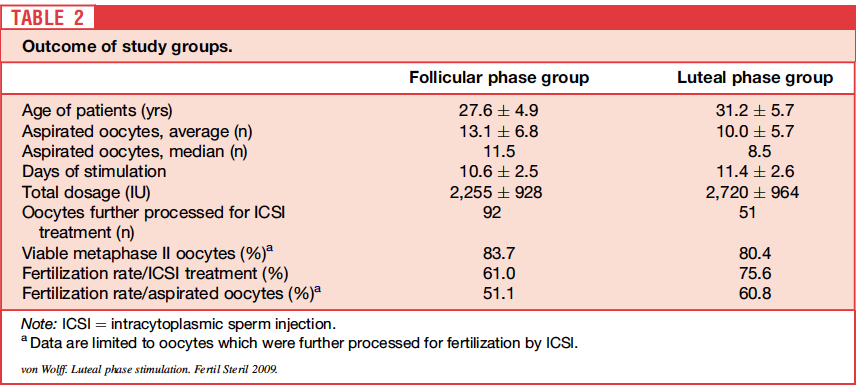 TABLE 2
Outcome of study groups.
Follicular phase group Luteal phase group
Age of patients (yrs) 27.6 ± 4.9 31.2 ± 5.7
Aspirated oocytes, average (n) 13.1 ± 6.8 10.0 ± 5.7
Aspirated oocytes, median (n) 11.5 8.5
Days of stimulation 10.6 ± 2.5 11.4 ± 2.6
Total dosage (IU) 2,255 ± 928 2,720 ± 964
Oocytes further processed for ICSI 92 51
treatment (n)
Viable metaphase II oocytes (%)a 83.7 80.4
Fertilization rate/ICSI treatment (%) 61.0 75.6
Fertilization rate/aspirated oocytes (%)a 51.1 60.8
Note: ICSI = intracytoplasmic sperm injection.
a Data are limited to oocytes which were further processed for fertilization by ICSI.
von Wolff. Luteal phase stimulation. Fertil Steril 2009.